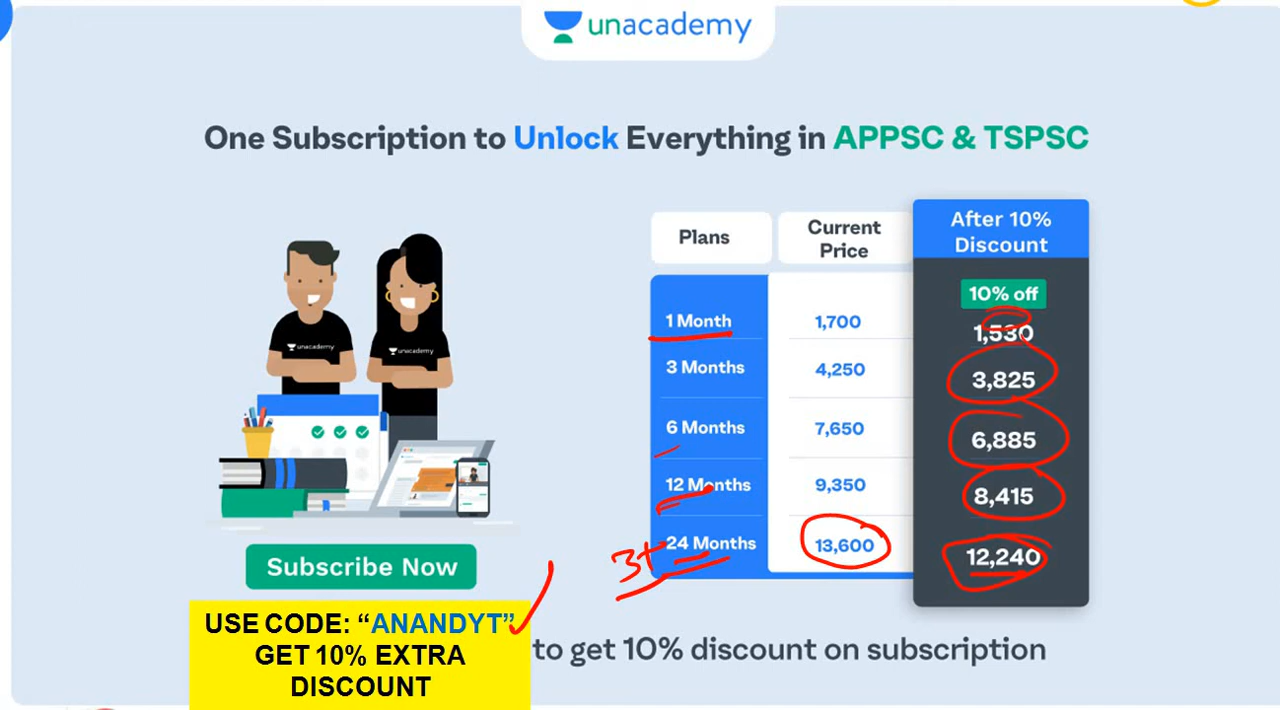 unacademy
One Subscription to Unlock Everything in APPSC & TSPSC
Plans
Current
Price
After 10%
Discount
10% off
1 Month 1,700 1,530
3 Months 4,250 3,825
6 Months 7,650 6,885
12 Months 9,350 8,415
3+ 24 Months 13,600 12,240
unacademy
unacademy
Subscribe Now
USE CODE: “ANANDYT”
GET 10% EXTRA
DISCOUNT
to get 10% discount on subscription